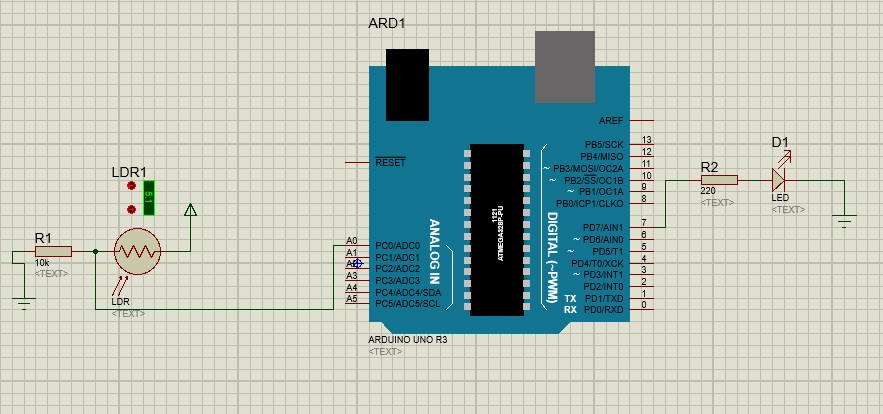 ARD1
LDR1
5.1
R1
10k
<TEXT>
LDR
<TEXT>
RESET
ANALOG IN
A0
A1
A3
A4
A5
PC0/ADC0
PC1/ADC1
PC2/ADC2
PC3/ADC3
PC4/ADC4/SDA
PC5/ADC5/SCL
1121
ATMEGA328P-PU
DIGITAL (~PWM)
AREF
PB5/SCK 13
PB4/MISO 12
~ PB3/MOSI/OC2A 11
~ PB2/SS/OC1B 10
~ PB1/OC1A 9
PB0/ICP1/CLKO 8
PD7/AIN1 7
~ PD6/AIN0 6
~ PD5/T1 5
PD4/T0/XCK 4
~ PD3/INT1 3
PD2/INT0 2
TX PD1/TXD 1
RX PD0/RXD 0
ARDUINO UNO R3
<TEXT>
R2
220
<TEXT>
D1
LED
<TEXT>